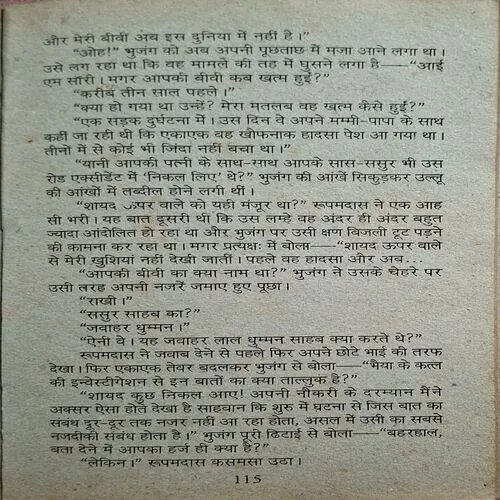 और मेरी बीवी अब इस दुनिया में नहीं है।”
“ओह!” भुजंग को अब अपनी पूछताछ में मजा आने लगा था।
उसे लग रहा था कि वह मामले की तह में घुसने लगा है—“आई
एम सॉरी। मगर आपकी बीवी कब खत्म हुई?”
“करीब तीन साल पहले।”
“क्या हो गया था उन्हें? मेरा मतलब वह खत्म कैसे हुई?”
“एक सड़क दुर्घटना में। उस दिन वे अपने मम्मी-पापा के साथ
कहीं जा रही थी कि एकाएक वह खौफनाक हादसा पेश आ गया था।
तीनों में से कोई भी जिंदा नहीं बचा था।”
“यानी आपकी पत्नी के साथ-साथ आपके सास-ससुर भी उस
रोड एक्सीडेंट में ‘निकल लिए’ थे?” भुजंग की आंखें सिकुड़कर उल्लू
की आंखों में तब्दील होने लगी थीं।
“शायद ऊपर वाले को यही मंजूर था?” रूपमदास ने एक आह
सी भरी। यह बात दूसरी थी कि उस लम्हे वह अंदर ही अंदर बहुत
ज्यादा आंदोलित हो रहा था और भुजंग पर उसी क्षण बिजली टूट पड़ने
की कामना कर रहा था। मगर प्रत्यक्षः में बोला—“शायद ऊपर वाले
से मेरी खुशियां नहीं देखी जातीं। पहले वह हादसा और अब...
“आपकी बीवी का क्या नाम था?” भुजंग ने उसके चेहरे पर
उसी तरह अपनी नजरें जमाए हुए पूछा।
“राखी।”
“ससुर साहब का?”
“जवाहर धुम्मन।”
“ऐनी वे। यह जवाहर लाल धुम्मन साहब क्या करते थे?”
रूपमदास ने जवाब देने से पहले फिर अपने छोटे भाई की तरफ
देखा। फिर एकाएक तेवर बदलकर भुजंग से बोला—“भैया के कत्ल
की इन्वेस्टीगेशन से इन बातों का क्या ताल्लुक है?”
“शायद कुछ निकल आए! अपनी नौकरी के दरम्यान मैंने
अक्सर ऐसा होते देखा है साहबान कि शुरु में घटना से जिस बात का
संबंध दूर-दूर तक नजर नहीं आ रहा होता, असल में उसी का सबसे
नजदीकी संबंध होता है।” भुजंग पूरी ढिटाई से बोला—“बहरहाल,
बता देने में आपका हर्ज ही क्या है?”
“लेकिन।” रूपमदास कसमसा उठा।
115